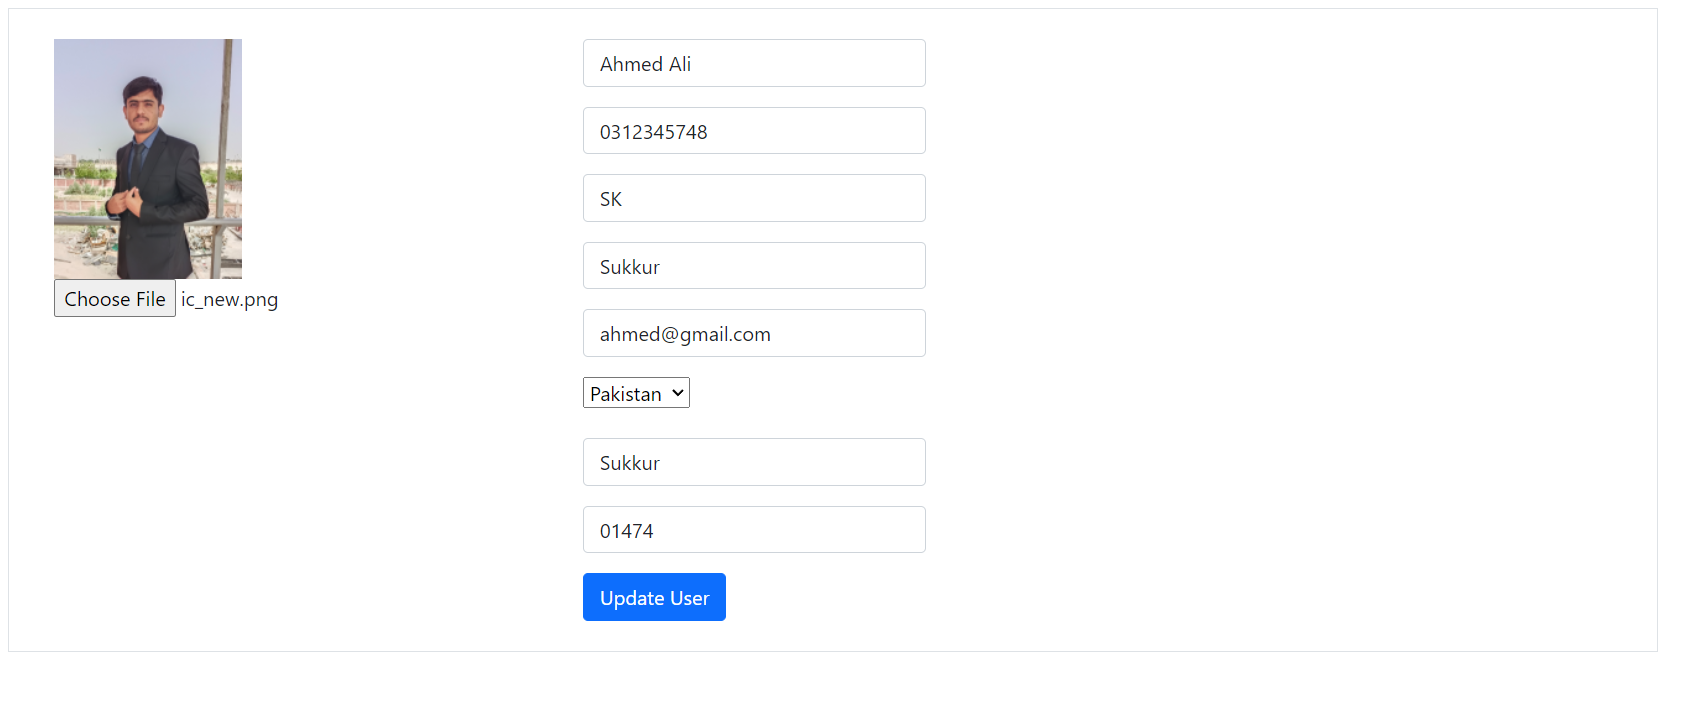 Choose File ic_new.png
Ahmed Ali
0312345748
SK
Sukkur
ahmed@gmail.com
Pakistan
Sukkur
01474
Update User